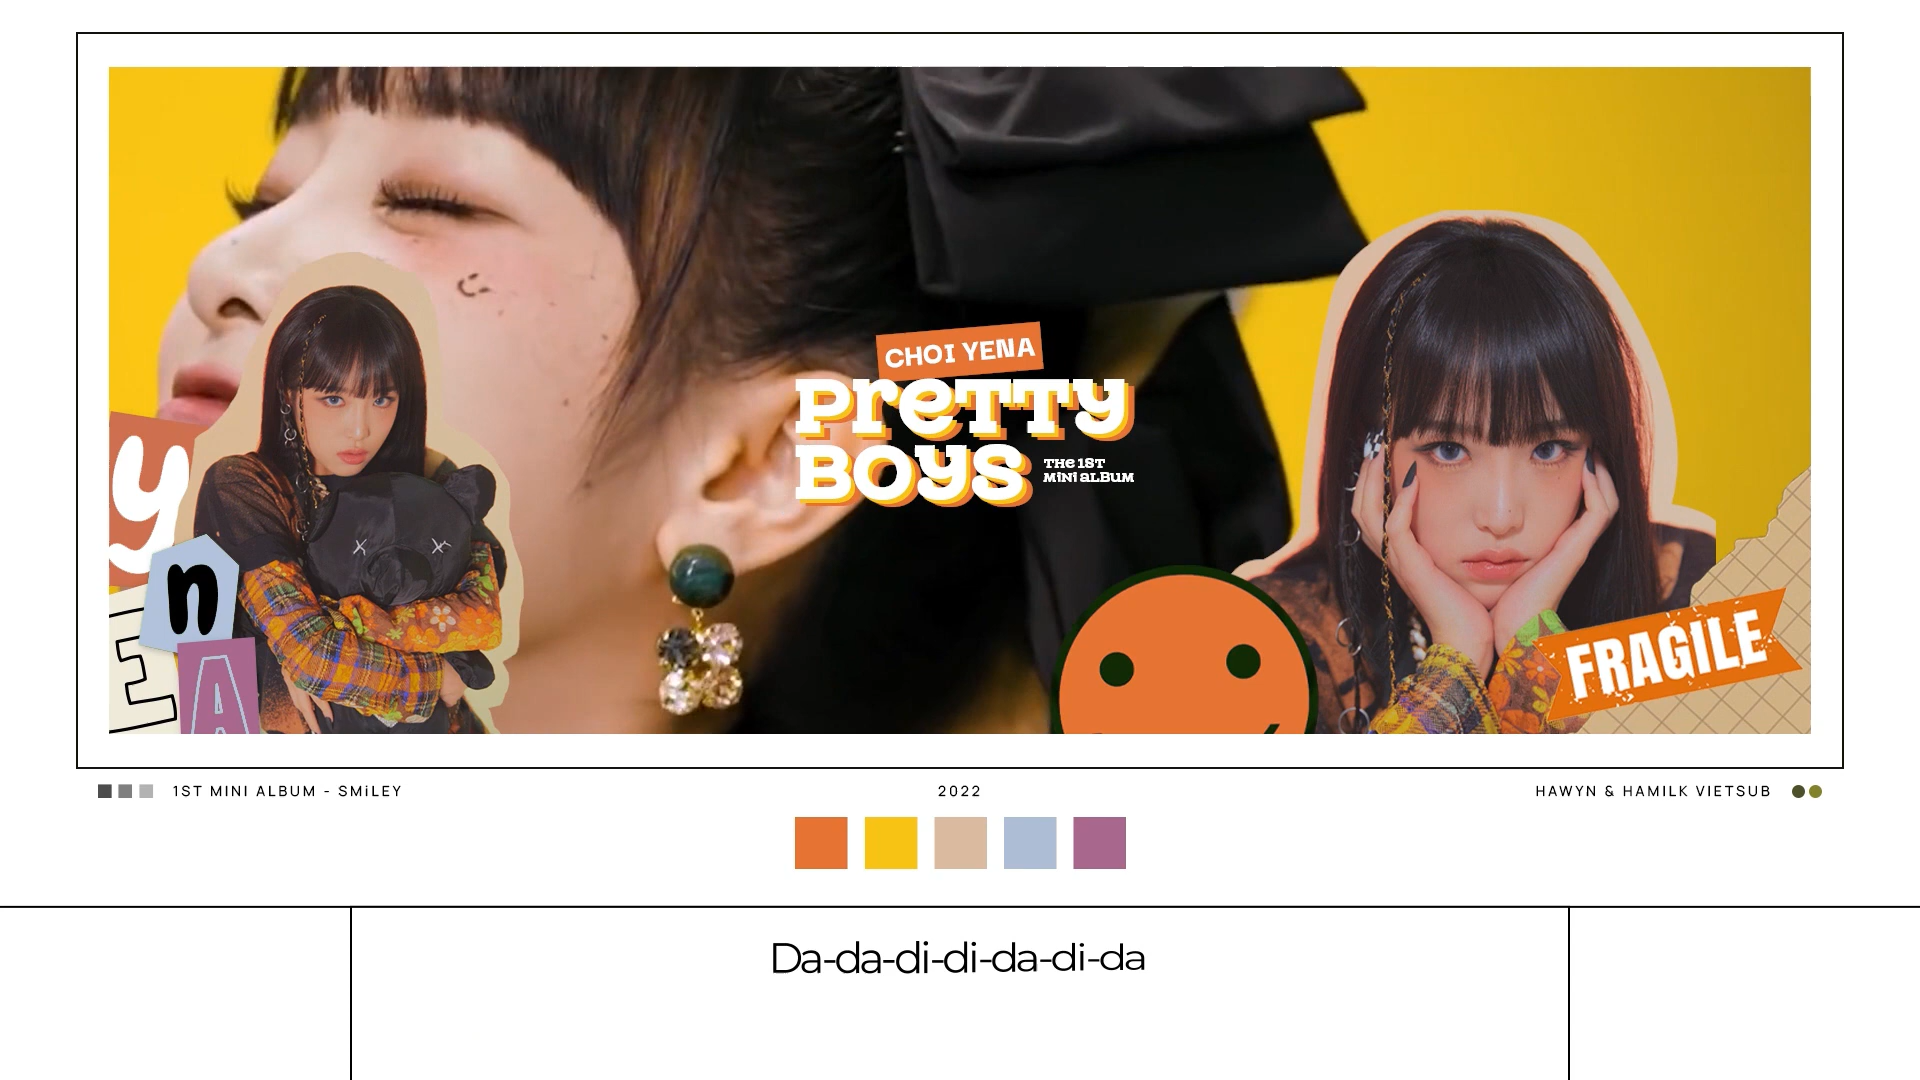 CHOI YENA
PreTTy
BOyS
THe 1ST
MiNi aLBuM
y
n
E
A
FRAGILE
1ST MINI ALBUM - SMiLEY
2022
HAWYN & HAMILK VIETSUB
Da-da-di-di-da-di-da